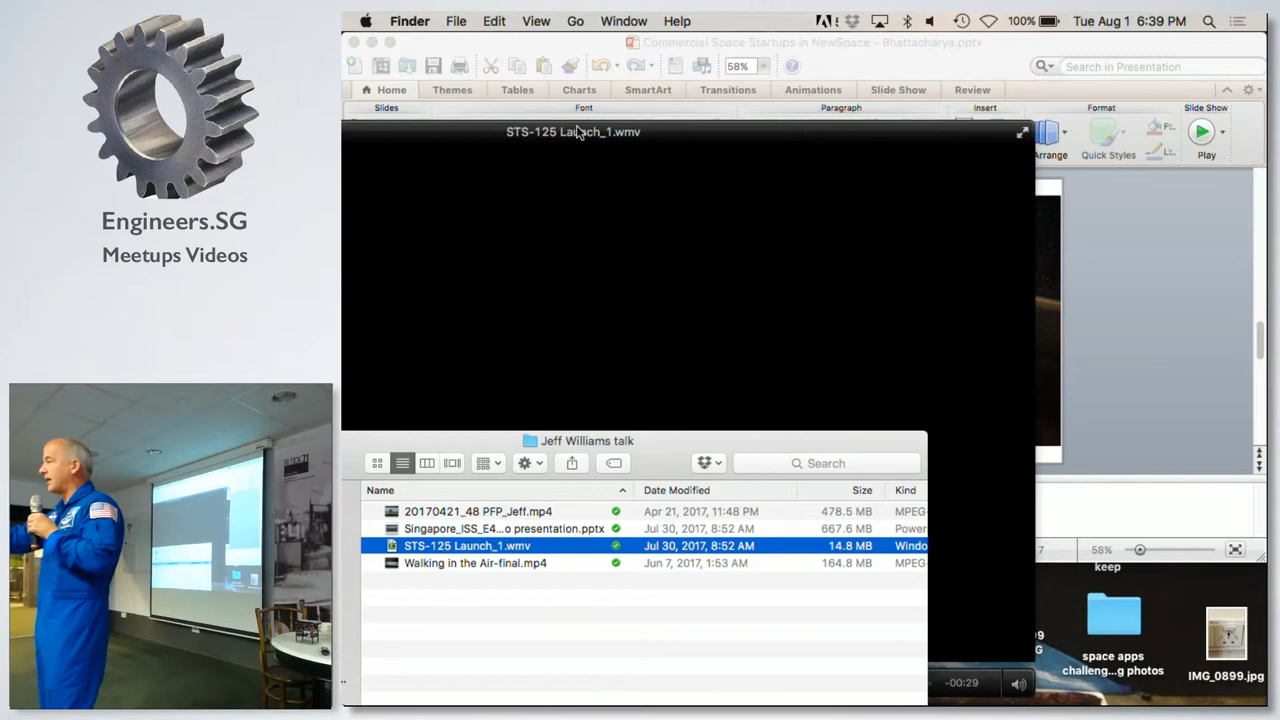 Engineers.SG
Meetups Videos
Finder File Edit View Go Window Help
100% Tue Aug 1 6:39 PM
Commercial Space Startups in NewSpace - Bhattacharya.pptx
58%
Search in Presentation
Home Themes Tables Charts SmartArt Transitions Animations Slide Show Review
Slides Font Paragraph Insert Format Slide Show
STS-125 Launch_1.wmv
Arrange Quick Styles Play
Jeff Williams talk
Search
Name Date Modified Size Kind
20170421_48 PFP_Jeff.mp4 Apr 21, 2017, 11:48 PM 478.5 MB MPEG
Singapore_ISS_E4...o presentation.pptx Jul 30, 2017, 8:52 AM 667.6 MB Power
STS-125 Launch_1.wmv Jul 30, 2017, 8:52 AM 14.8 MB Windo
Walking in the Air-final.mp4 Jun 7, 2017, 1:53 AM 164.8 MB MPEG
7 58%
keep
space apps
challen...g photos
IMG_0899.jpg
-00:29